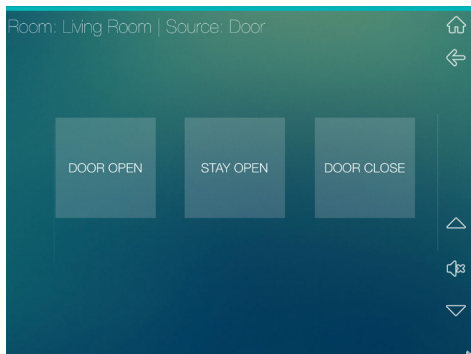 Room: Living Room | Source: Door
DOOR OPEN
STAY OPEN
DOOR CLOSE